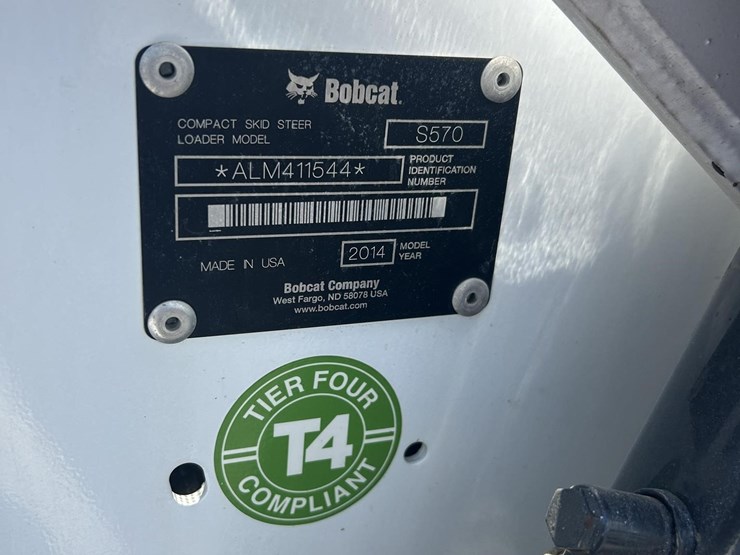 Bobcat.
COMPACT SKID STEER
LOADER MODEL
S570
*ALM411544*
PRODUCT
IDENTIFICATION
NUMBER
MADE IN USA
2014
MODEL
YEAR
Bobcat Company
West Fargo, ND 58078 USA
www.bobcat.com
TIER FOUR
T4
COMPLIANT